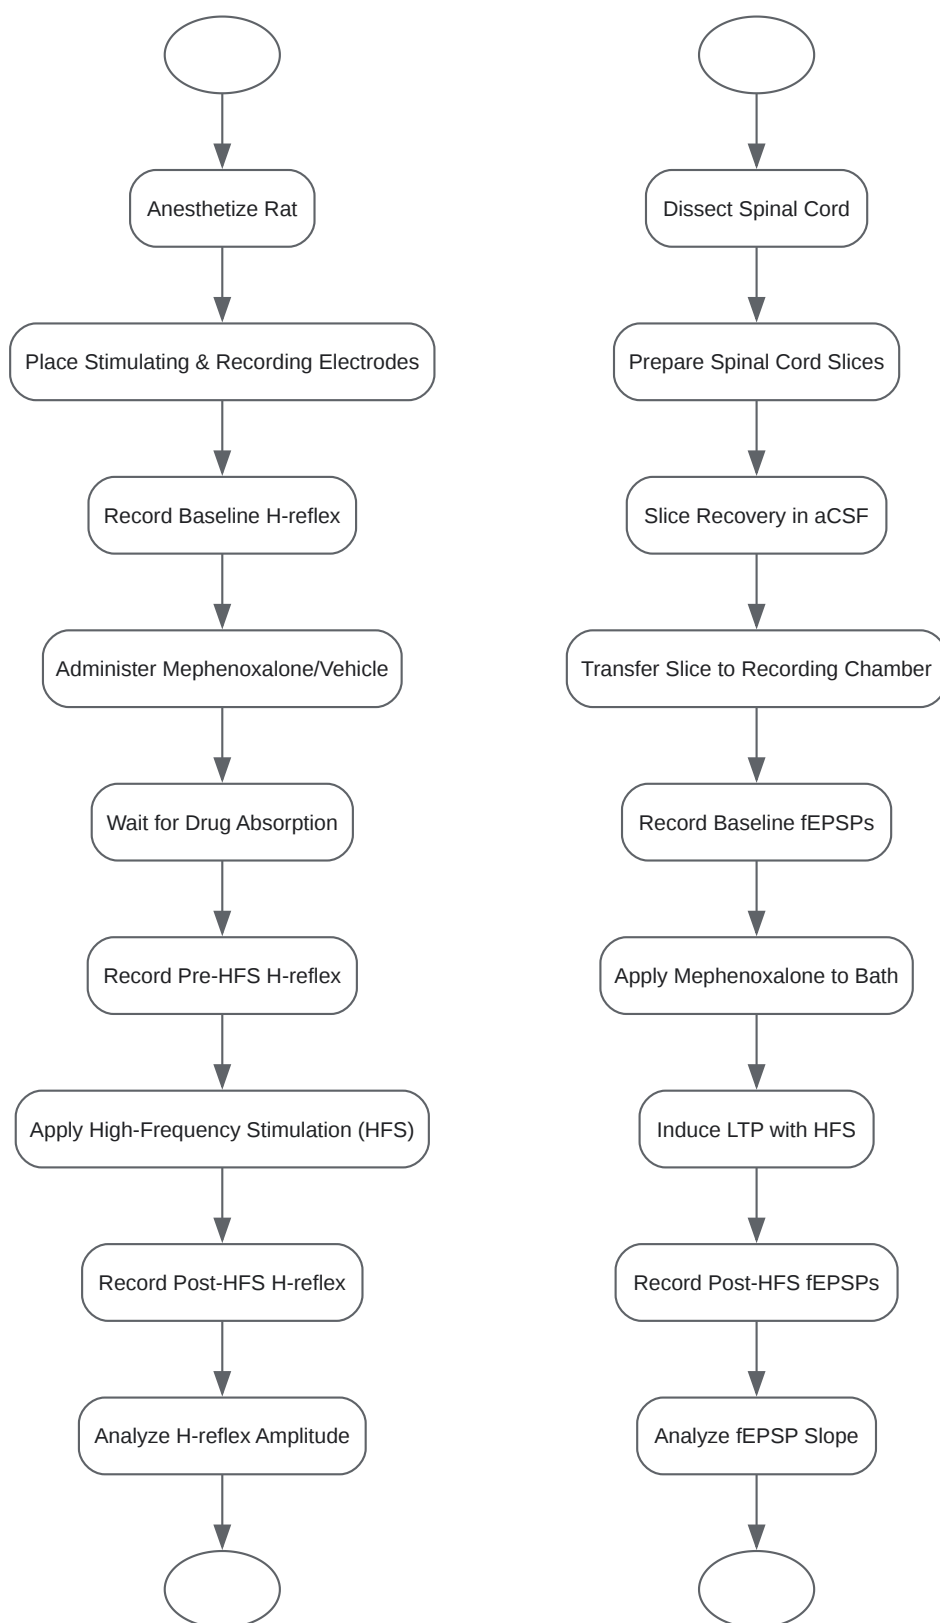 Anesthetize Rat
Place Stimulating & Recording Electrodes
Record Baseline H-reflex
Administer Mephenoxalone/Vehicle
Wait for Drug Absorption
Record Pre-HFS H-reflex
Apply High-Frequency Stimulation (HFS)
Record Post-HFS H-reflex
Analyze H-reflex Amplitude
Dissect Spinal Cord
Prepare Spinal Cord Slices
Slice Recovery in aCSF
Transfer Slice to Recording Chamber
Record Baseline fEPSPs
Apply Mephenoxalone to Bath
Induce LTP with HFS
Record Post-HFS fEPSPs
Analyze fEPSP Slope